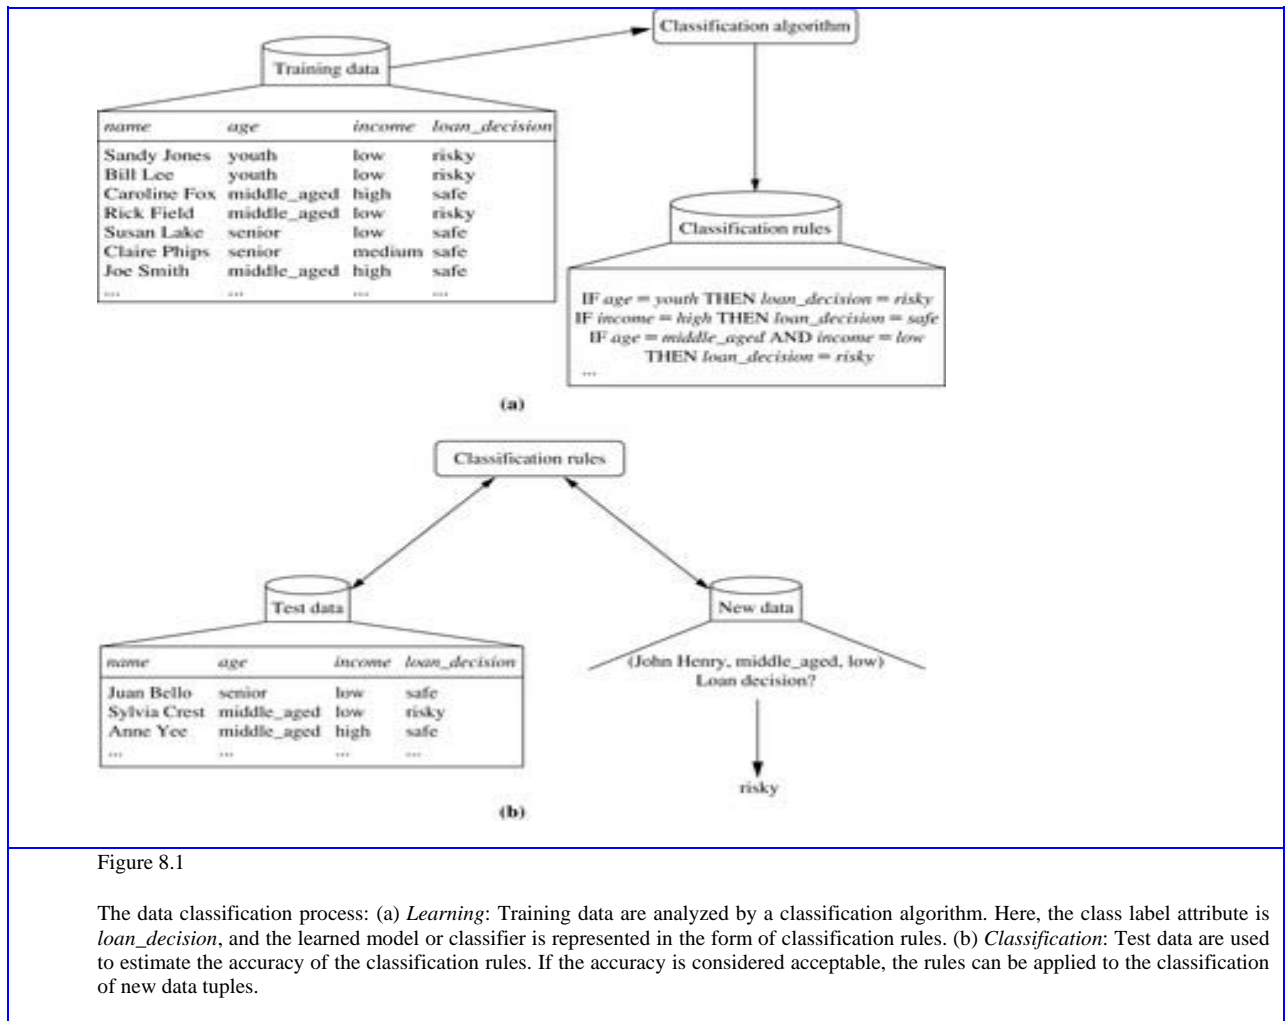 Classification algorithm
Training data
name age income loan_decision
Sandy Jones youth low risky
Bill Lee youth low risky
Caroline Fox middle_aged high safe
Rick Field middle_aged low risky
Susan Lake senior low safe
Claire Phips senior medium safe
Joe Smith middle_aged high safe
... ... ... ...
Classification rules
IF age = youth THEN loan_decision = risky
IF income = high THEN loan_decision = safe
IF age = middle_aged AND income = low
THEN loan_decision = risky
...
(a)
Classification rules
Test data
name age income loan_decision
Juan Bello senior low safe
Sylvia Crest middle_aged low risky
Anne Yee middle_aged high safe
... ... ... ...
New data
(John Henry, middle_aged, low)
Loan decision?
risky
(b)
Figure 8.1
The data classification process: (a) Learning: Training data are analyzed by a classification algorithm. Here, the class label attribute is
loan_decision, and the learned model or classifier is represented in the form of classification rules. (b) Classification: Test data are used
to estimate the accuracy of the classification rules. If the accuracy is considered acceptable, the rules can be applied to the classification
of new data tuples.